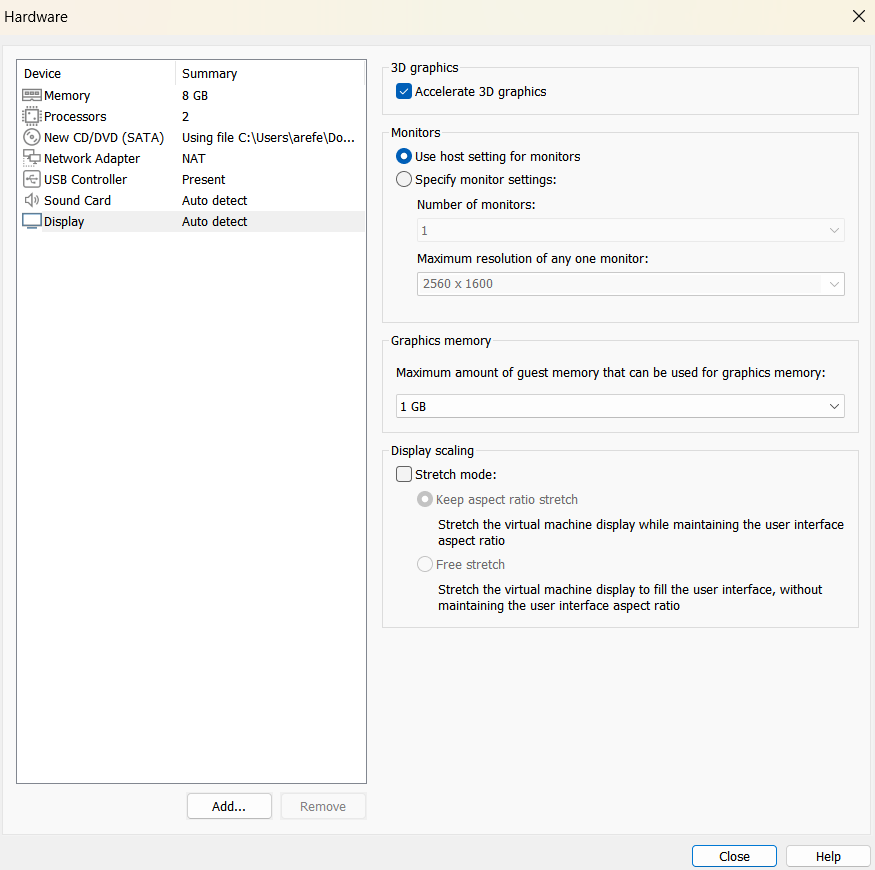 Hardware
Device Summary
Memory 8 GB
Processors 2
New CD/DVD (SATA) Using file C:\Users\arefe\Do...
Network Adapter NAT
USB Controller Present
Sound Card Auto detect
Display Auto detect
Add... Remove
3D graphics
Accelerate 3D graphics
Monitors
Use host setting for monitors
Specify monitor settings:
Number of monitors:
1
Maximum resolution of any one monitor:
2560 x 1600
Graphics memory
Maximum amount of guest memory that can be used for graphics memory:
1 GB
Display scaling
Stretch mode:
Keep aspect ratio stretch
Stretch the virtual machine display while maintaining the user interface
aspect ratio
Free stretch
Stretch the virtual machine display to fill the user interface, without
maintaining the user interface aspect ratio
Close Help